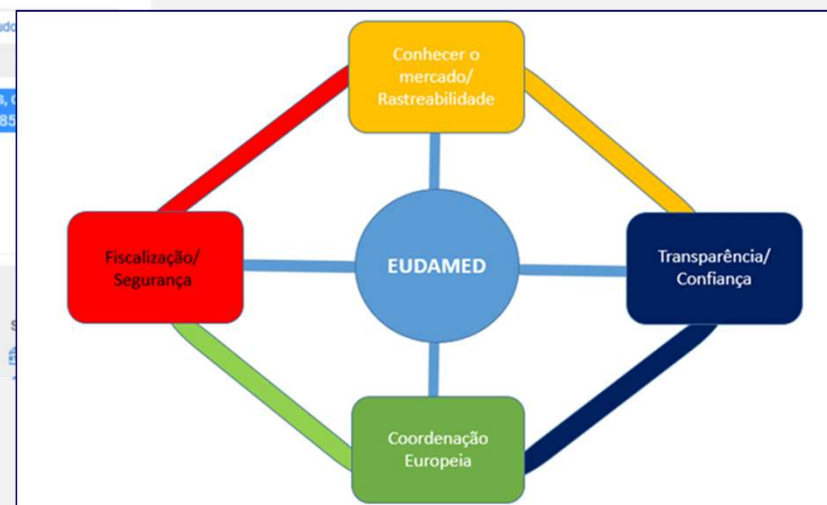 Conhecer o
mercado/
Rastreabilidade
Fiscalização/
Segurança
EUDAMED
Transparência/
Confiança
Coordenação
Europeia